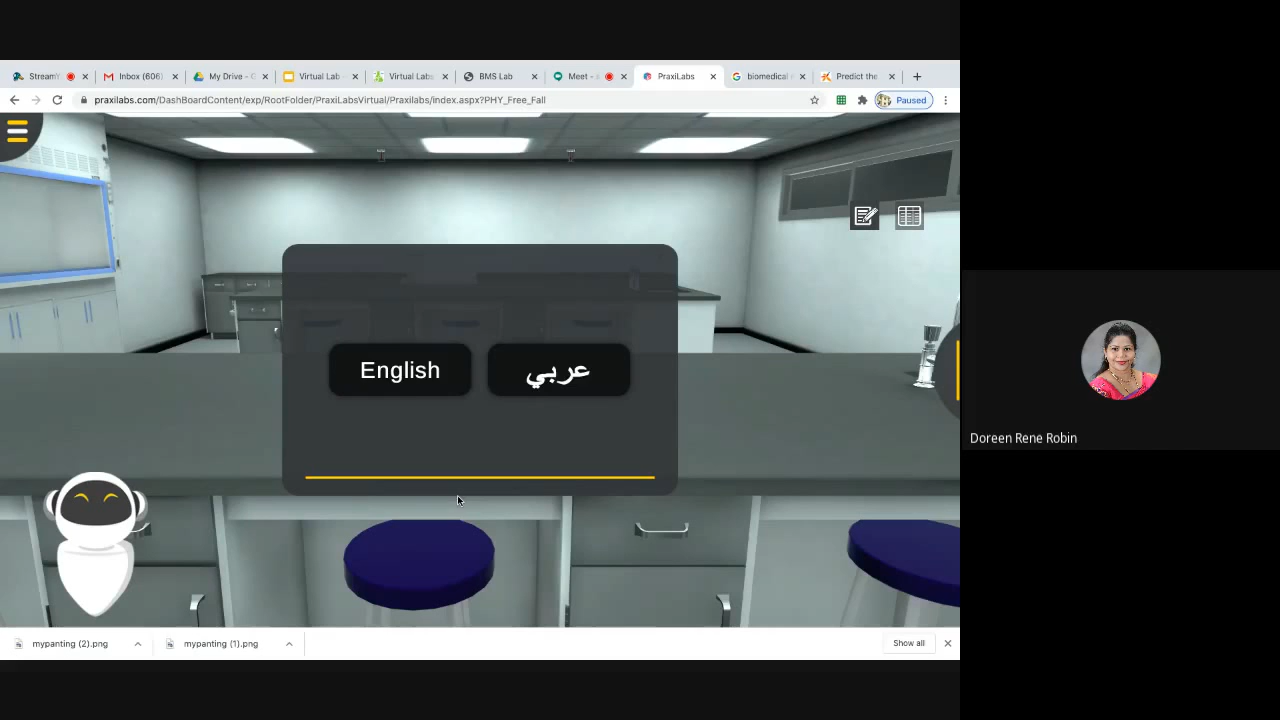 StreamY
Inbox (606)
My Drive - G
Virtual Lab
Virtual Labs
BMS Lab
Meet - s
PraxiLabs
biomedical r
Predict the
praxilabs.com/DashBoardContent/exp/RootFolder/PraxiLabsVirtual/Praxilabs/index.aspx?PHY_Free_Fall
Paused
English
عربي
Doreen Rene Robin
mypanting (2).png
mypanting (1).png
Show all